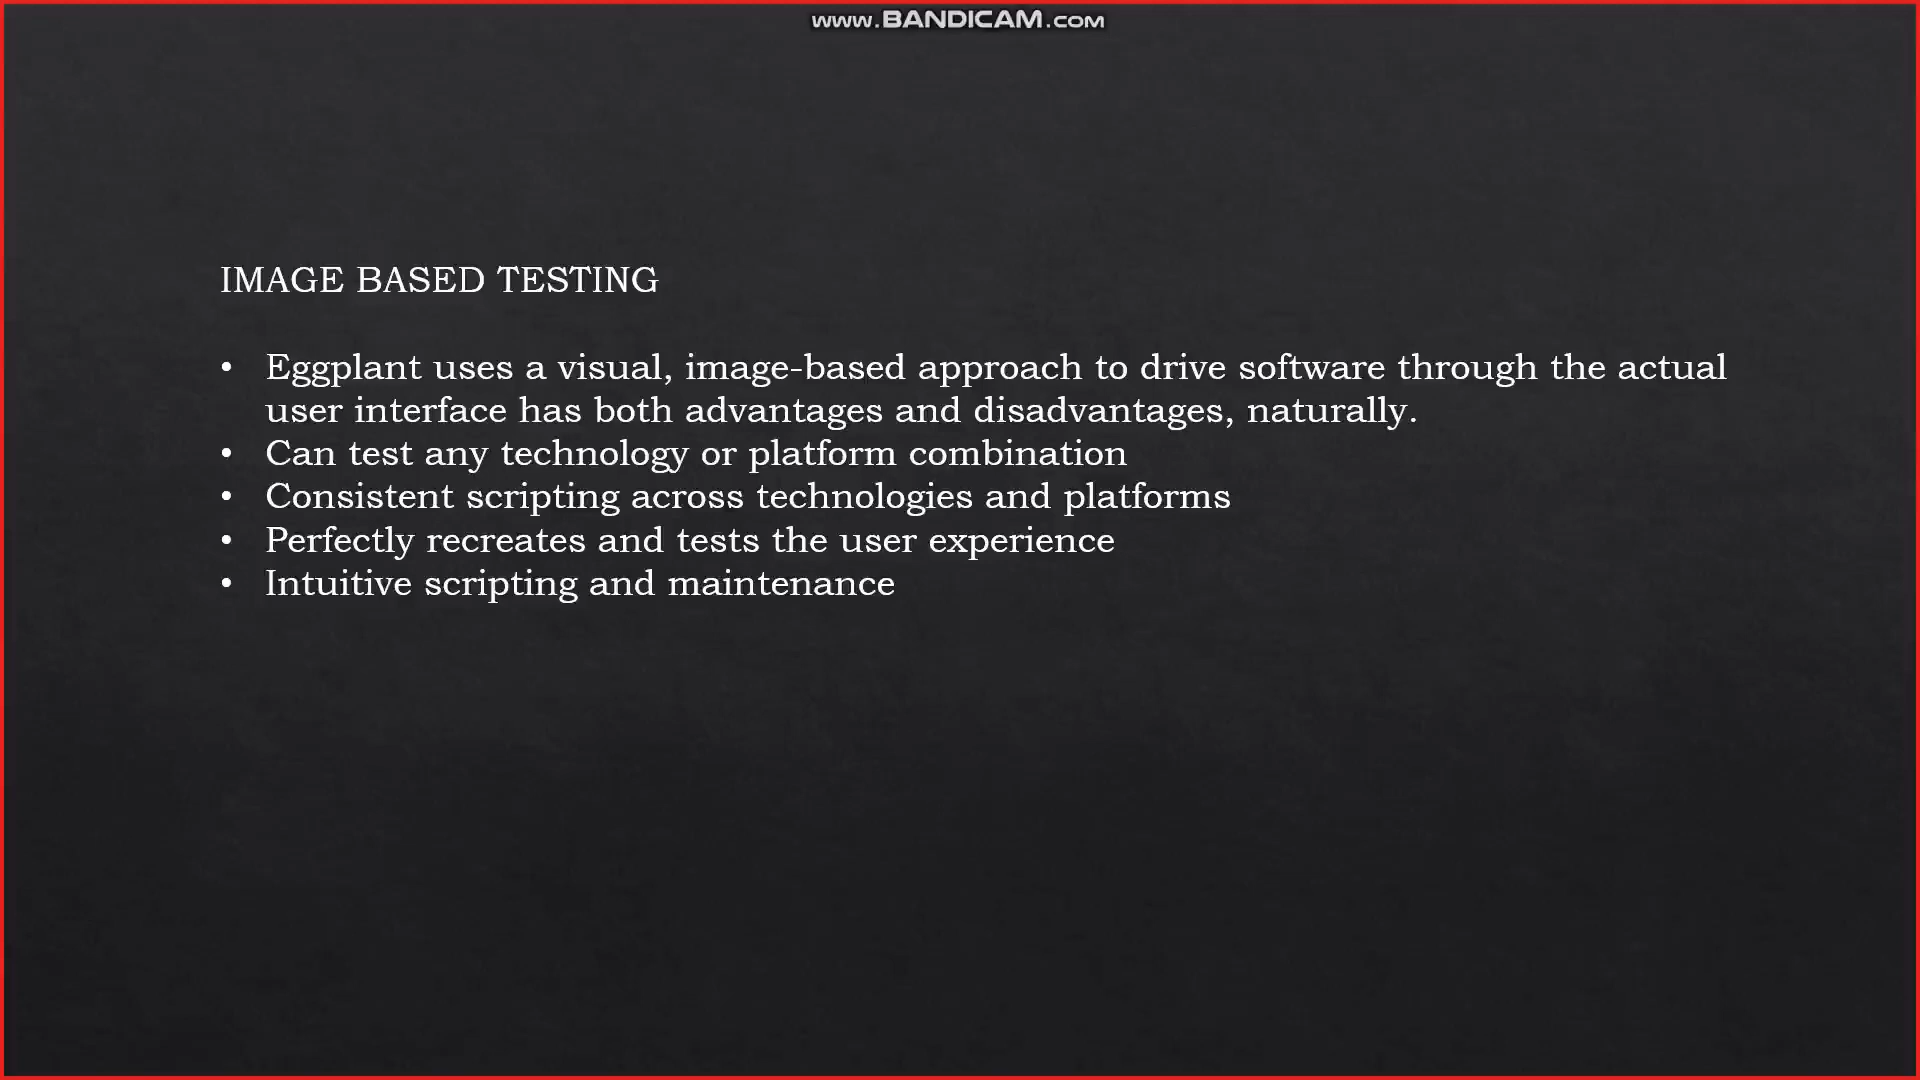 www.BANDICAM.COM
IMAGE BASED TESTING
• Eggplant uses a visual, image-based approach to drive software through the actual
user interface has both advantages and disadvantages, naturally.
• Can test any technology or platform combination
• Consistent scripting across technologies and platforms
• Perfectly recreates and tests the user experience
• Intuitive scripting and maintenance